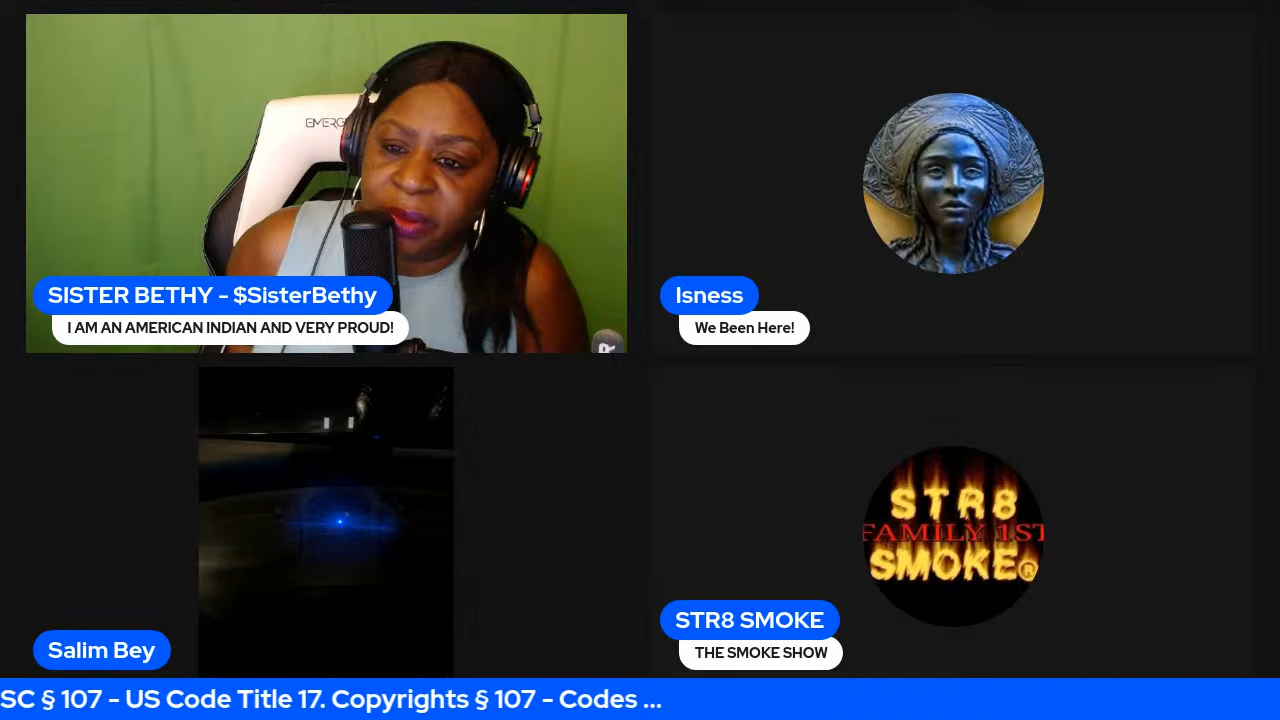 EMERG
SISTER BETHY - $SisterBethy
I AM AN AMERICAN INDIAN AND VERY PROUD!
Isness
We Been Here!
Salim Bey
STR8
FAMILY 1ST
SMOKE®
STR8 SMOKE
THE SMOKE SHOW
SC § 107 - US Code Title 17. Copyrights § 107 - Codes ...